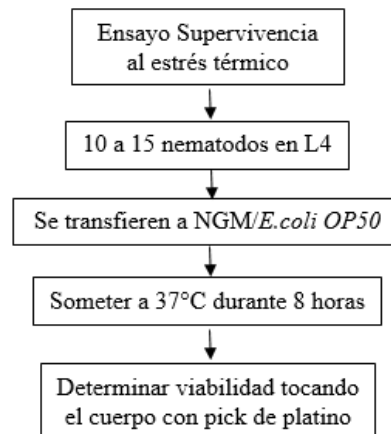 Ensayo Supervivencia
al estrés térmico
10 a 15 nematodos en L4
Se transfieren a NGM/E.coli OP50
Someter a 37°C durante 8 horas
Determinar viabilidad tocando
el cuerpo con pick de platino